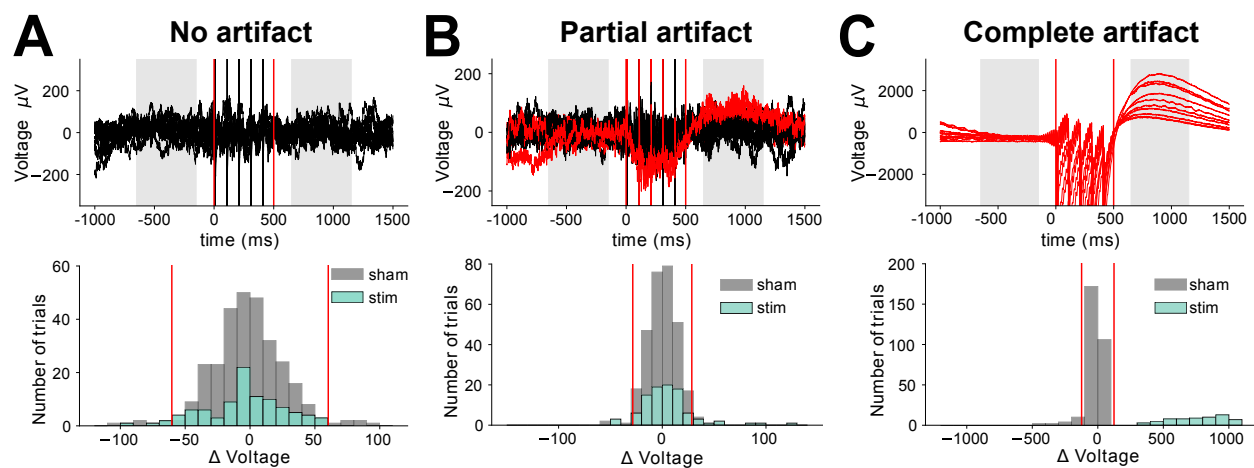 A No artifact
Voltage μV
200
0
−200
-1000 -500 0 500 1000 1500
time (ms)
Number of trials
60
40
20
0
sham
stim
−100 −50 0 50 100
Δ Voltage
B Partial artifact
Voltage μV
200
0
−200
-1000 -500 0 500 1000 1500
time (ms)
Number of trials
80
60
40
20
0
sham
stim
0 100
Δ Voltage
C Complete artifact
Voltage μV
2000
0
−2000
-1000 -500 0 500 1000 1500
time (ms)
Number of trials
200
150
100
50
0
sham
stim
−1000 −500 0 500 1000
Δ Voltage